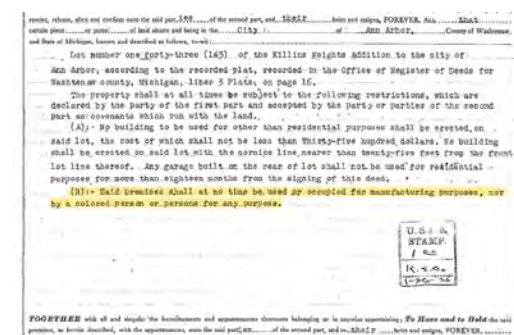 remise, release, alien and confirm unto the said part ies of the second part, and their heirs and assigns, FOREVER, ALL that
certain piece or parcel of land situate and being in the City of Ann Arbor, County of Washtenaw,
and State of Michigan, known and described as follows, to-wit:
Lot number one forty-three (143) of the Killins Heights Addition to the city of
Ann Arbor, according to the recorded plat, recorded in the Office of Register of Deeds for
Washtenaw county, Michigan, liber 5 Plats, on page 16.
The property shall at all times be subject to the following restrictions, which are
declared by the party of the first part and accepted by the party or parties of the second
part as covenants which run with the land.
(A):- No building to be used for other than residential purposes shall be erected on
said lot, the cost of which shall not be less than Thirty-five hundred dollars. No building
shall be erected on said lot with the cornice line nearer than twenty-five feet from the front
lot line thereof. Any garage built on the rear of lot shall not be used for residential
purposes for more than eighteen months from the signing of this deed.
(B):- Said premises shall at no time be used or occupied for manufacturing purposes, nor
by a colored person or persons for any purpose.
U.S.I.R.
STAMP.
K.S.A.
TOGETHER with all and singular the hereditaments and appurtenances thereunto belonging or in anywise appertaining; To Have and to Hold the said
premises, as herein described, with the appurtenances, unto the said part of the second part, and their heirs and assigns, FOREVER.